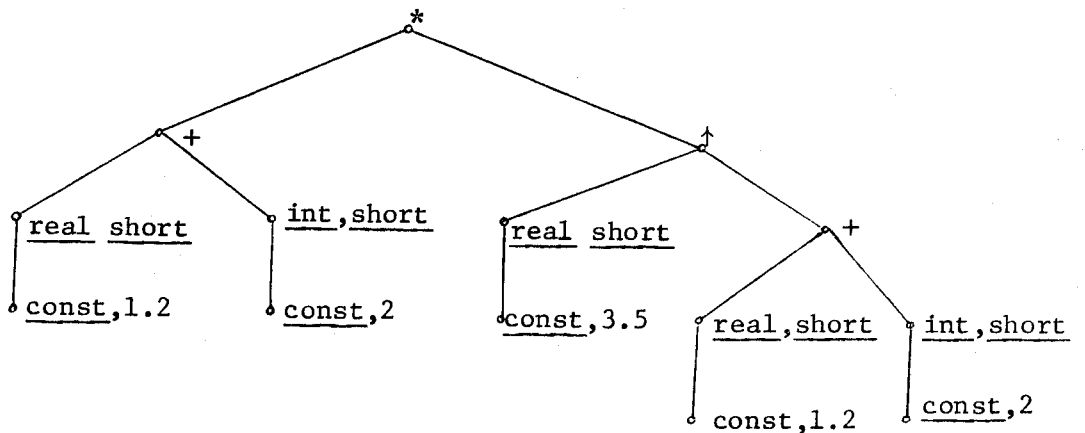 *
+ ↑
real short int,short real short +
const,1.2 const,2 const,3.5 real,short int,short
const,1.2 const,2